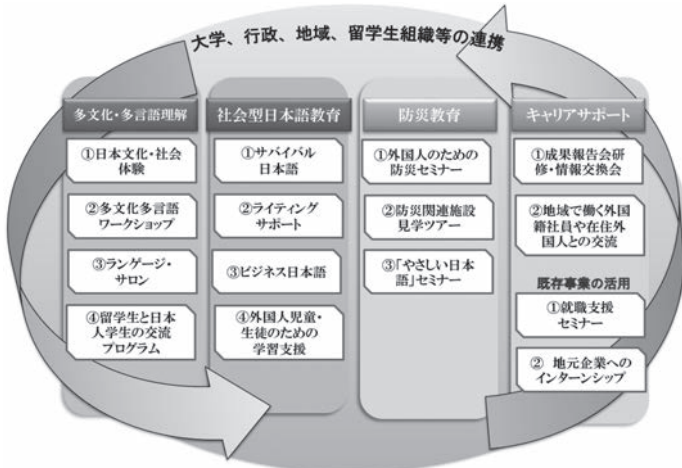 大学、行政、地域、留学生組織等の連携
多文化・多言語理解
①日本文化・社会
体験
②多文化多言語
ワークショップ
③ランゲージ・
サロン
④留学生と日本
人学生の交流
プログラム
社会型日本語教育
①サバイバル
日本語
②ライティング
サポート
③ビジネス日本語
④外国人児童・
生徒のための
学習支援
防災教育
①外国人のための
防災セミナー
②防災関連施設
見学ツアー
③「やさしい日本
語」セミナー
キャリアサポート
①成果報告会研
修・情報交換会
②地域で働く外国
籍社員や在住外
国人との交流
既存事業の活用
①就職支援
セミナー
② 地元企業への
インターンシップ